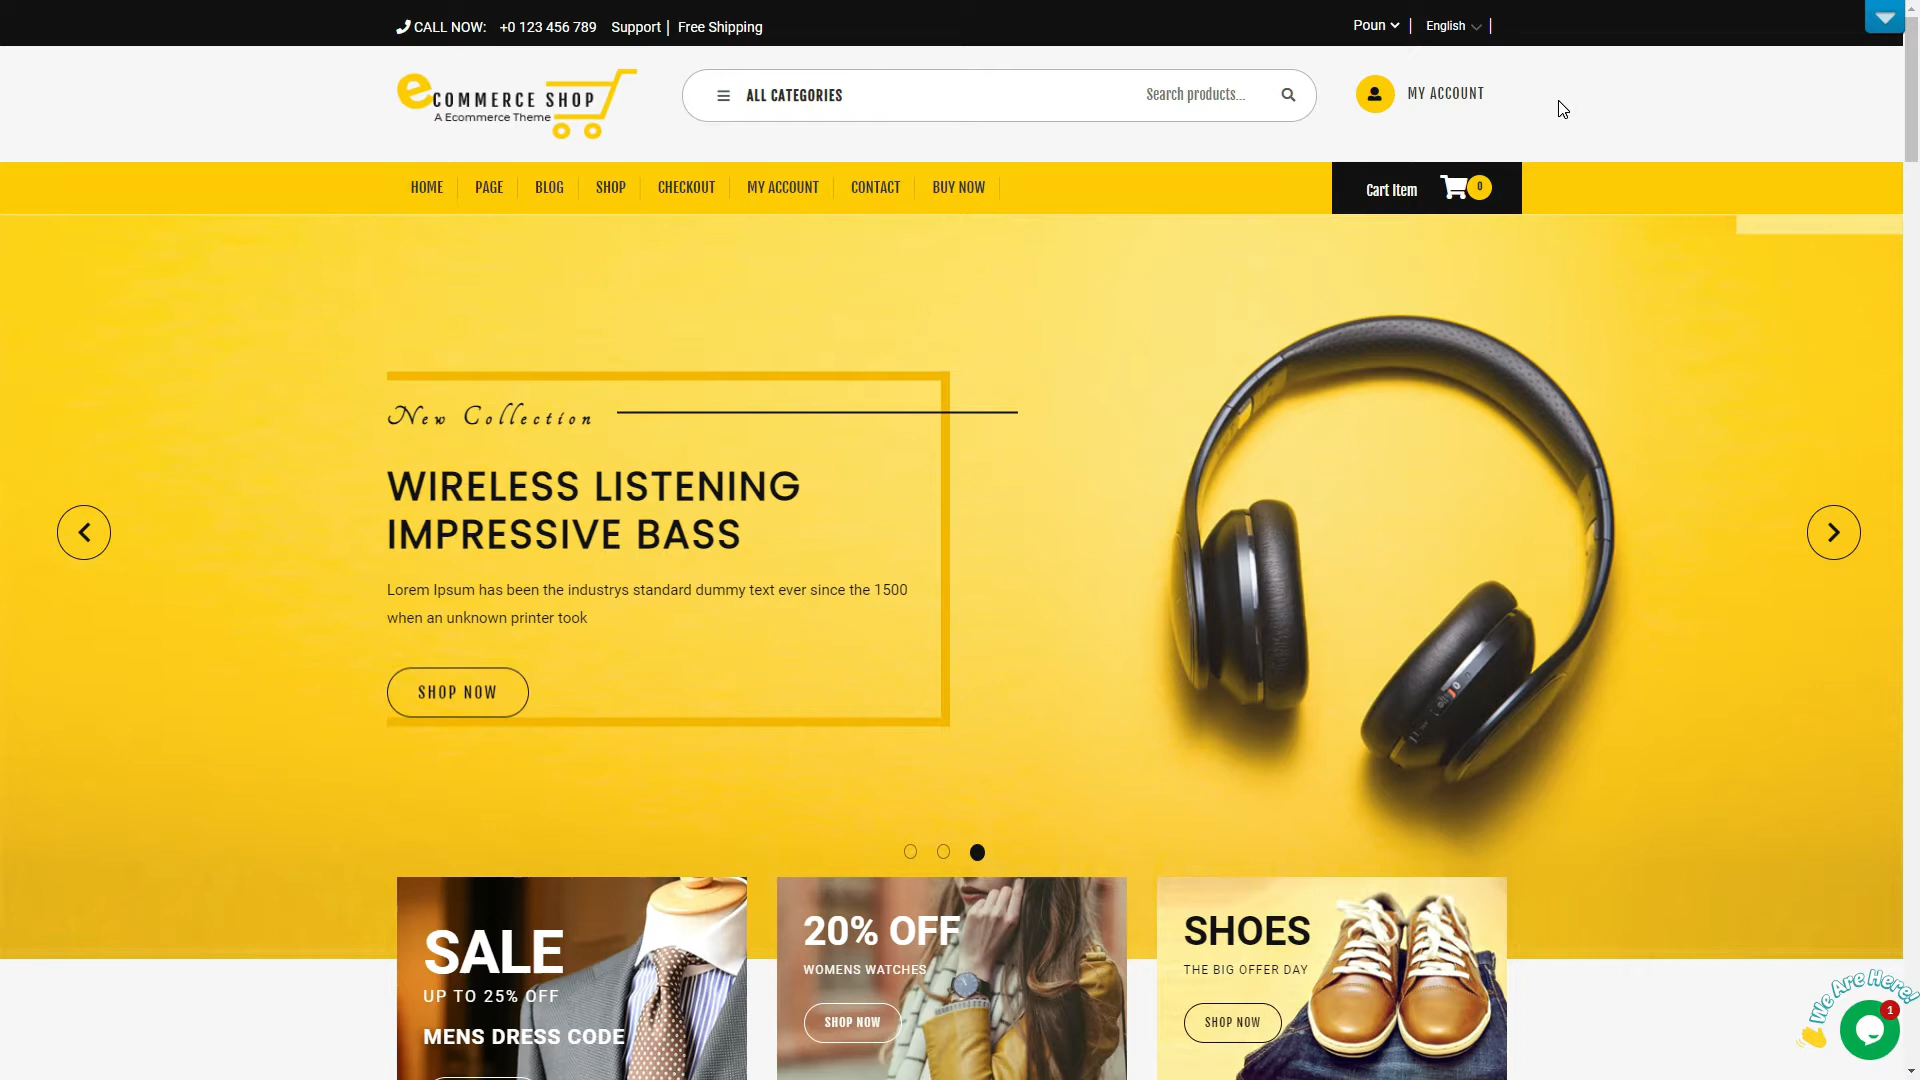 CALL NOW: +0 123 456 789 Support | Free Shipping
Poun | English |
eCOMMERCE SHOP
A Ecommerce Theme
ALL CATEGORIES
Search products...
MY ACCOUNT
HOME PAGE BLOG SHOP CHECKOUT MY ACCOUNT CONTACT BUY NOW
Cart Item 0
New Collection
WIRELESS LISTENING
IMPRESSIVE BASS
Lorem Ipsum has been the industrys standard dummy text ever since the 1500
when an unknown printer took
SHOP NOW
SALE
UP TO 25% OFF
MENS DRESS CODE
20% OFF
WOMENS WATCHES
SHOP NOW
SHOES
THE BIG OFFER DAY
SHOP NOW
We Are Here!
1